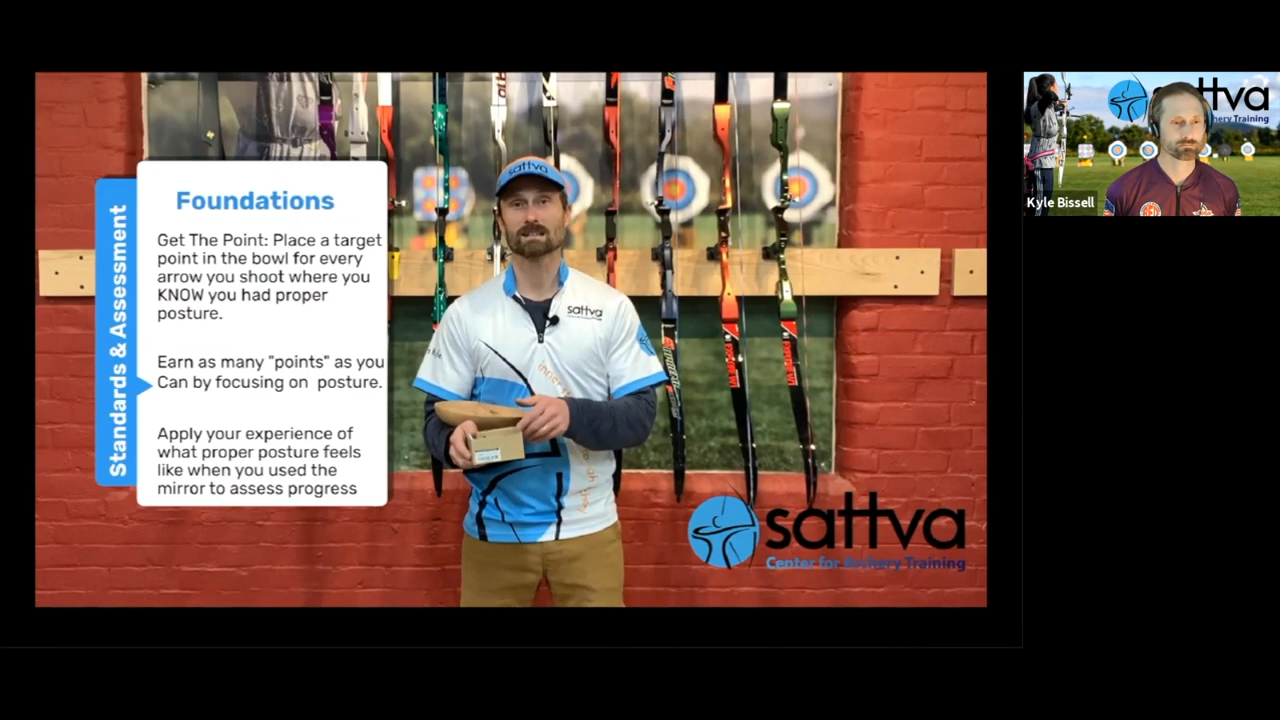 Foundations
Get The Point: Place a target
point in the bowl for every
arrow you shoot where you
KNOW you had proper
posture.
Earn as many "points" as you
Can by focusing on  posture.
Apply your experience of
what proper posture feels
like when you used the
mirror to assess progress
Standards & Assessment
sattva
sattva
sattva
Center for Archery Training
sattva
Archery Training
Kyle Bissell